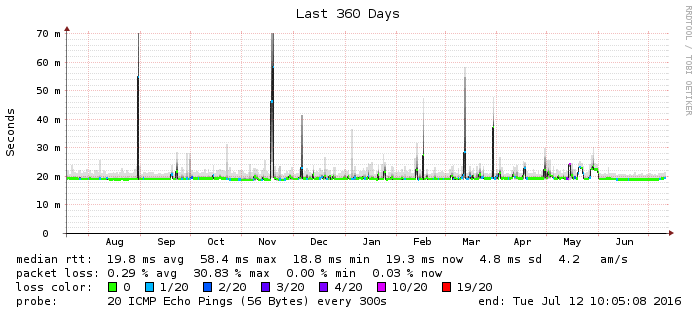 Last 360 Days
RRDTOOL / TOBI OETIKER
Seconds
70 m
60 m
50 m
40 m
30 m
20 m
10 m
0
Aug Sep Oct Nov Dec Jan Feb Mar Apr May Jun
median rtt: 19.8 ms avg 58.4 ms max 18.8 ms min 19.3 ms now 4.8 ms sd 4.2 am/s
packet loss: 0.29 % avg 30.83 % max 0.00 % min 0.03 % now
loss color: 0 1/20 2/20 3/20 4/20 10/20 19/20
probe: 20 ICMP Echo Pings (56 Bytes) every 300s end: Tue Jul 12 10:05:08 2016